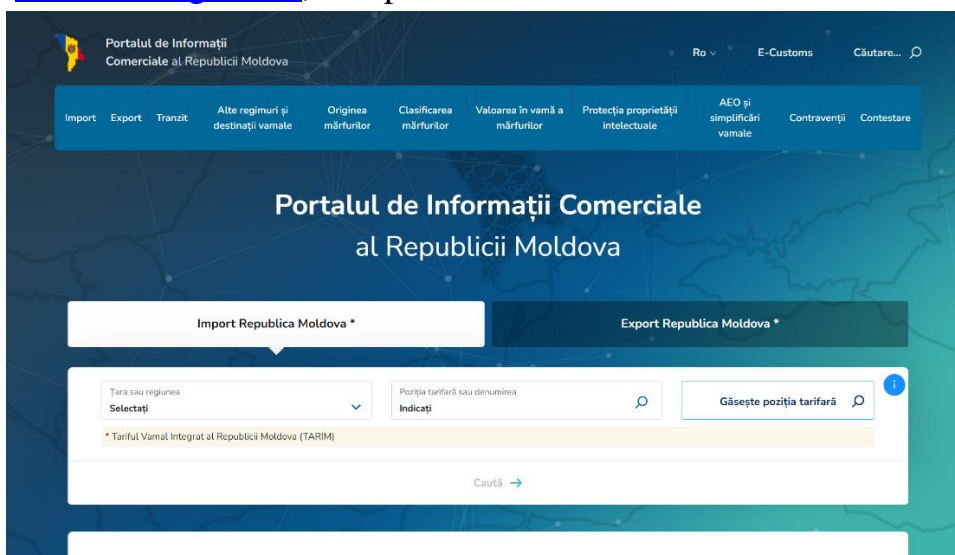 Portalul de Informații
Comerciale al Republicii Moldova
Ro
E-Customs
Căutare...
Import
Export
Tranzit
Alte regimuri și
destinații vamale
Originea
mărfurilor
Clasificarea
mărfurilor
Valoarea în vamă a
mărfurilor
Protecția proprietății
intelectuale
AEO și
simplificări
vamale
Contravenții
Contestare
Portalul de Informații Comerciale
al Republicii Moldova
Import Republica Moldova *
Export Republica Moldova *
Țara sau regiunea
Selectați
Poziția tarifară sau denumirea
Indicați
Găsește poziția tarifară
i
* Tariful Vamal Integrat al Republicii Moldova (TARIM)
Caută →